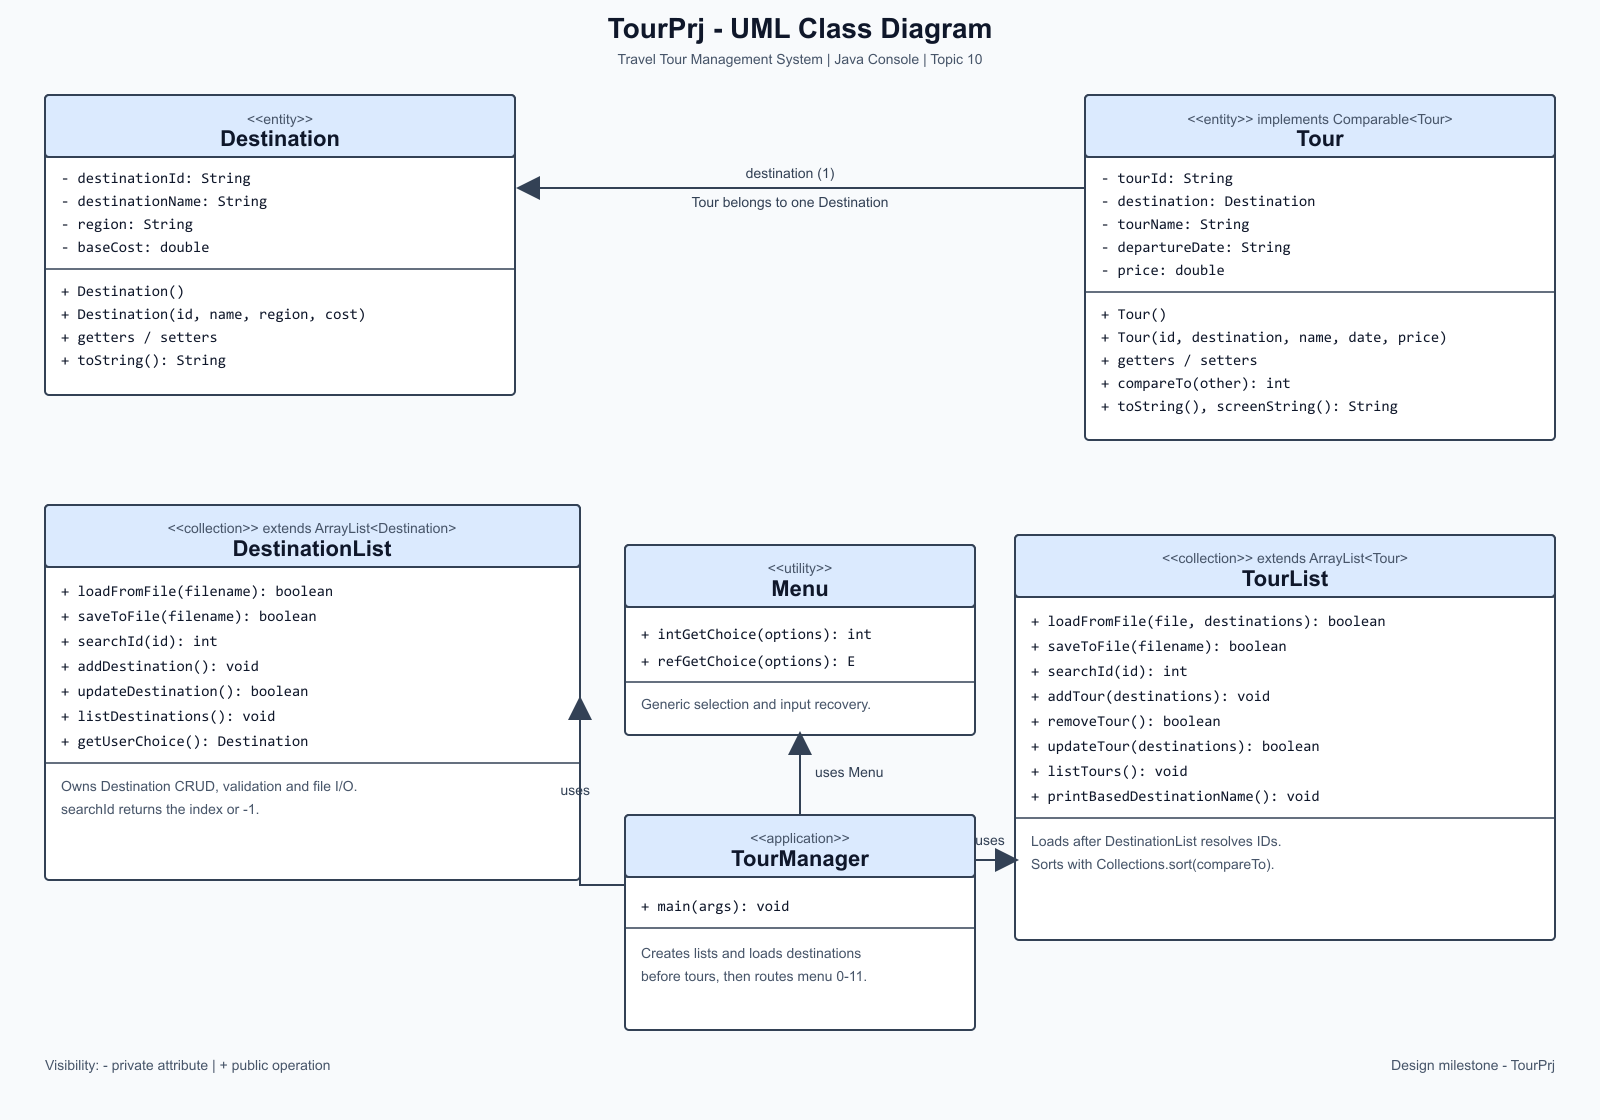 TourPrj - UML Class Diagram
Travel Tour Management System | Java Console | Topic 10
<<entity>>
Destination
- destinationId: String
- destinationName: String
- region: String
- baseCost: double
+ Destination()
+ Destination(id, name, region, cost)
+ getters / setters
+ toString(): String
destination (1)
Tour belongs to one Destination
<<entity>> implements Comparable<Tour>
Tour
- tourId: String
- destination: Destination
- tourName: String
- departureDate: String
- price: double
+ Tour()
+ Tour(id, destination, name, date, price)
+ getters / setters
+ compareTo(other): int
+ toString(), screenString(): String
<<collection>> extends ArrayList<Destination>
DestinationList
+ loadFromFile(filename): boolean
+ saveToFile(filename): boolean
+ searchId(id): int
+ addDestination(): void
+ updateDestination(): boolean
+ listDestinations(): void
+ getUserChoice(): Destination
Owns Destination CRUD, validation and file I/O.
searchId returns the index or -1.
uses
<<utility>>
Menu
+ intGetChoice(options): int
+ refGetChoice(options): E
Generic selection and input recovery.
uses Menu
<<application>>
TourManager
+ main(args): void
Creates lists and loads destinations
before tours, then routes menu 0-11.
uses
<<collection>> extends ArrayList<Tour>
TourList
+ loadFromFile(file, destinations): boolean
+ saveToFile(filename): boolean
+ searchId(id): int
+ addTour(destinations): void
+ removeTour(): boolean
+ updateTour(destinations): boolean
+ listTours(): void
+ printBasedDestinationName(): void
Loads after DestinationList resolves IDs.
Sorts with Collections.sort(compareTo).
Visibility: - private attribute | + public operation
Design milestone - TourPrj